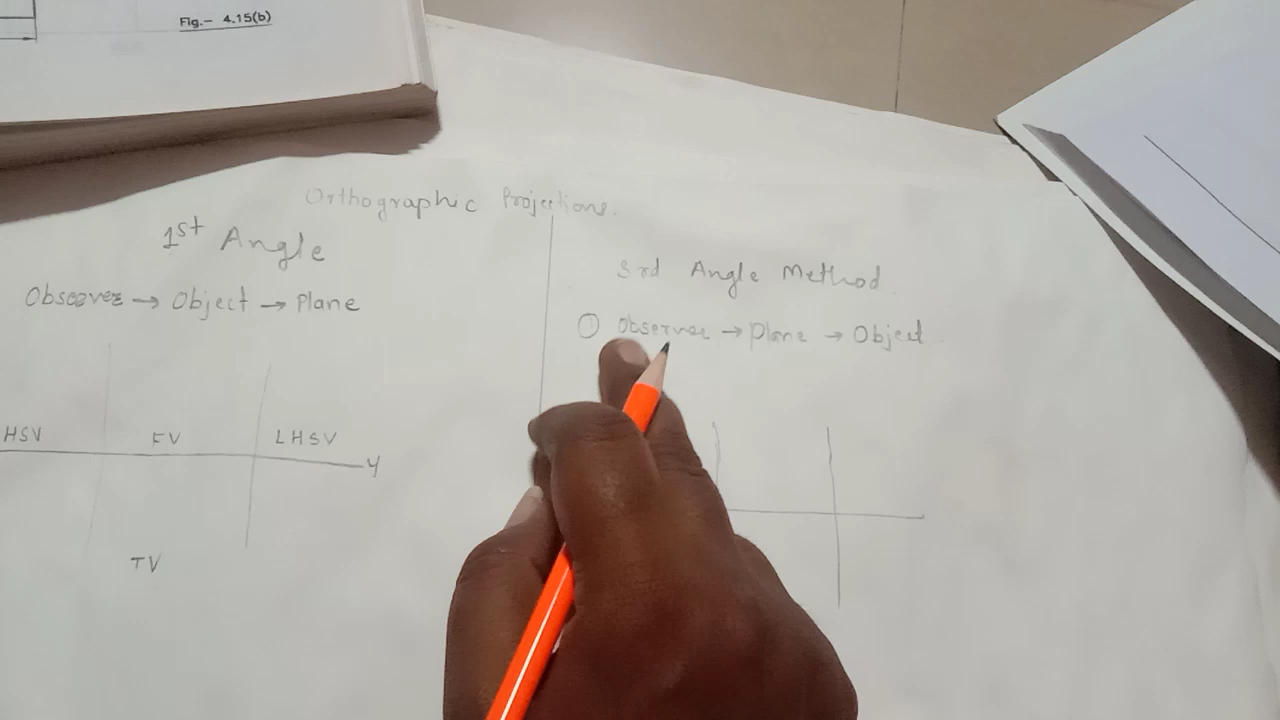 Fig.– 4.15(b)
Orthographic Projections.
1st Angle
Observer → Object → Plane
HSV FV LHSV
y
TV
3rd Angle Method
① Observer → Plane → Object